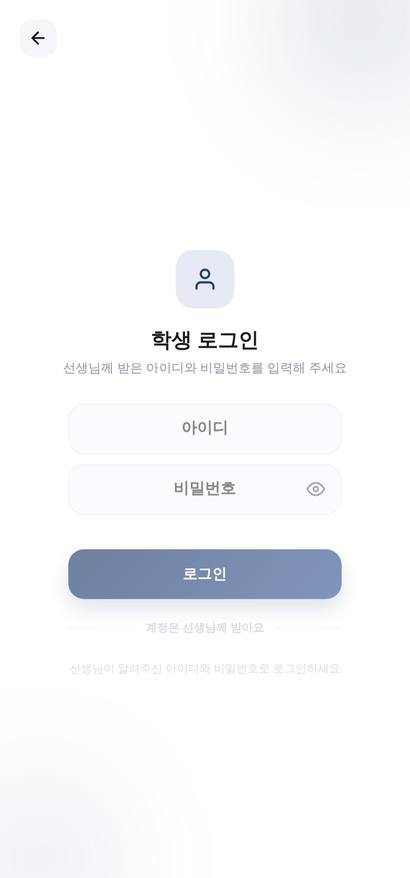 학생 로그인
선생님께 받은 아이디와 비밀번호를 입력해 주세요
아이디
비밀번호
로그인
계정은 선생님께 받아요
선생님이 알려주신 아이디와 비밀번호로 로그인하세요